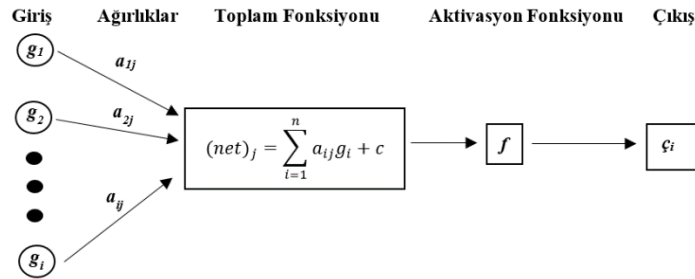 Giriş Ağırlıklar Toplam Fonksiyonu Aktivasyon Fonksiyonu Çıkış
g1
a1j
g2
a2j
(net)j = ∑ i=1 n aij gi + c
f
çi
aij
gi